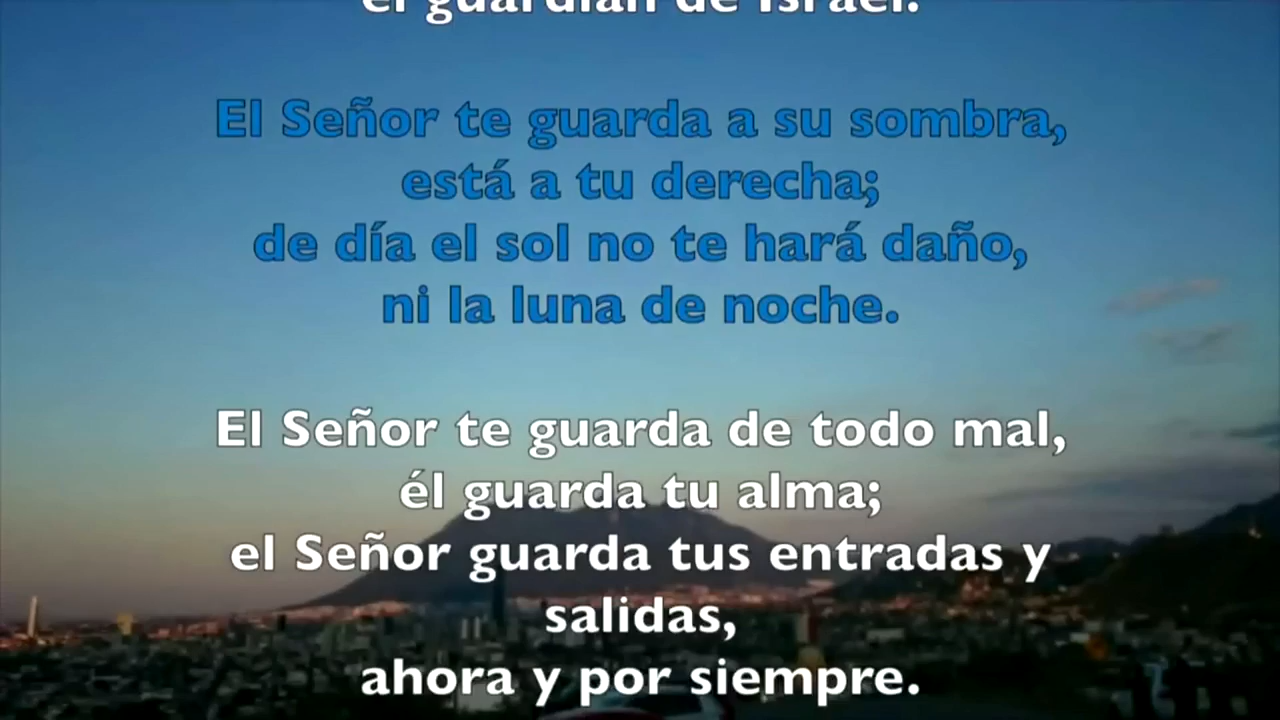 el guardián de Israel.
El Señor te guarda a su sombra,
está a tu derecha;
de día el sol no te hará daño,
ni la luna de noche.
El Señor te guarda de todo mal,
él guarda tu alma;
el Señor guarda tus entradas y
salidas,
ahora y por siempre.